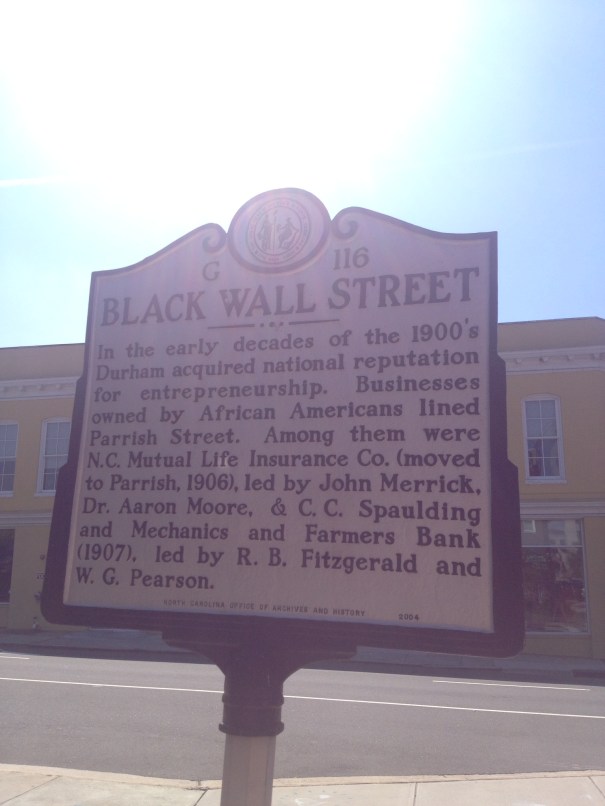 G 116
BLACK WALL STREET
In the early decades of the 1900's
Durham acquired national reputation
for entrepreneurship. Businesses
owned by African Americans lined
Parrish Street. Among them were
N.C. Mutual Life Insurance Co. (moved
to Parrish, 1906), led by John Merrick,
Dr. Aaron Moore, & C. C. Spaulding
and Mechanics and Farmers Bank
(1907), led by R. B. Fitzgerald and
W. G. Pearson.
NORTH CAROLINA OFFICE OF ARCHIVES AND HISTORY 2004